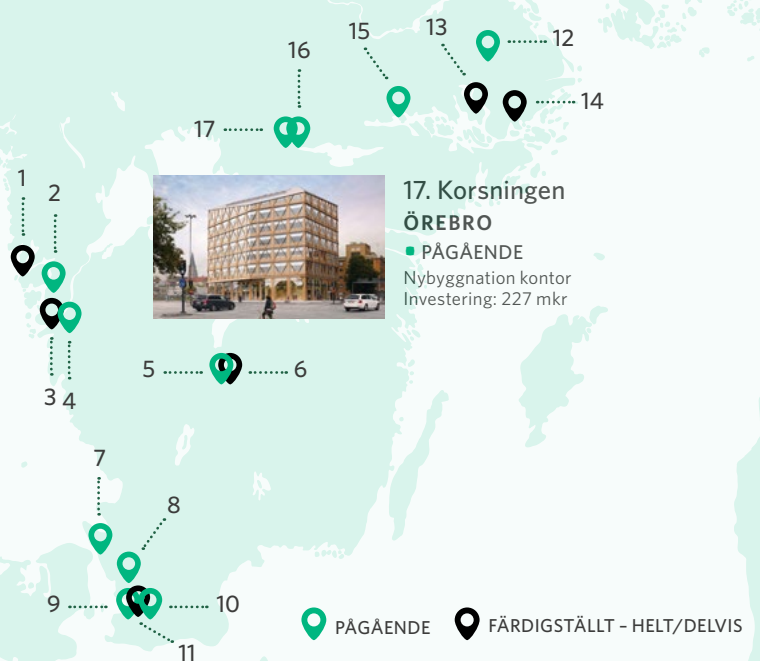 12
13
15
16
14
17
1
2
17. Korsningen
ÖREBRO
PÅGÅENDE
Nybyggnation kontor
Investering: 227 mkr
5
6
3
4
7
8
9
10
11
PÅGÅENDE
FÄRDIGSTÄLLT – HELT/DELVIS